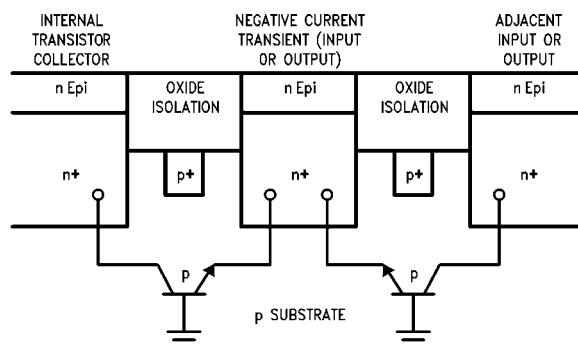 INTERNAL
TRANSISTOR
COLLECTOR
NEGATIVE CURRENT
TRANSIENT (INPUT
OR OUTPUT)
ADJACENT
INPUT OR
OUTPUT
n Epi
OXIDE
ISOLATION
n Epi
OXIDE
ISOLATION
n Epi
n+
p+
n+
p+
n+
p
p
p SUBSTRATE